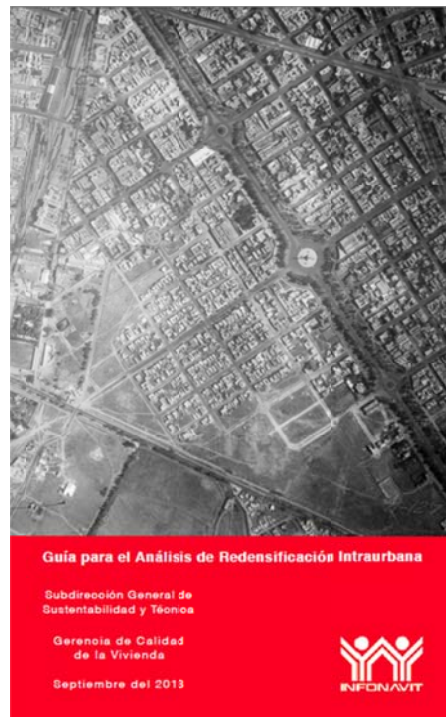 Guía para el Análisis de Redensificación Intraurbana
Subdirección General de
Sustentabilidad y Técnica
Gerencia de Calidad
de la Vivienda
Septiembre del 2013
INFONAVIT